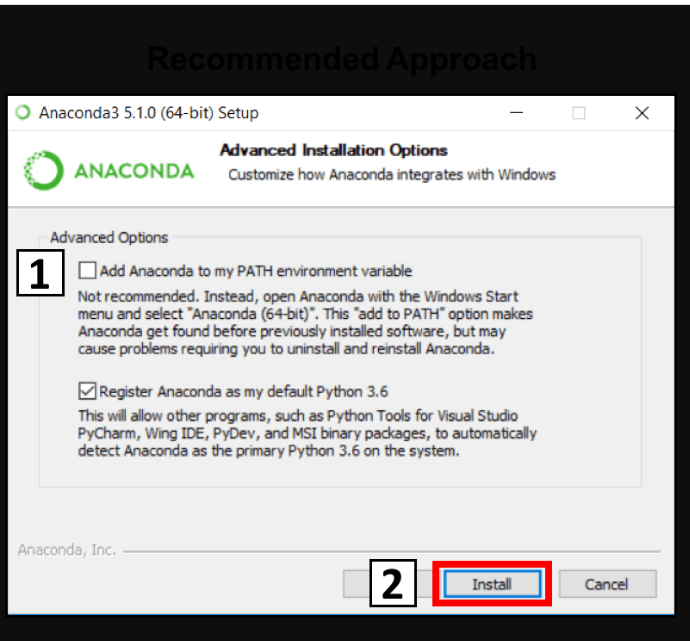 Recommended Approach
Anaconda3 5.1.0 (64-bit) Setup
ANACONDA
Advanced Installation Options
Customize how Anaconda integrates with Windows
Advanced Options
1
Add Anaconda to my PATH environment variable
Not recommended. Instead, open Anaconda with the Windows Start
menu and select "Anaconda (64-bit)". This "add to PATH" option makes
Anaconda get found before previously installed software, but may
cause problems requiring you to uninstall and reinstall Anaconda.
Register Anaconda as my default Python 3.6
This will allow other programs, such as Python Tools for Visual Studio
PyCharm, Wing IDE, PyDev, and MSI binary packages, to automatically
detect Anaconda as the primary Python 3.6 on the system.
Anaconda, Inc.
2
Install
Cancel